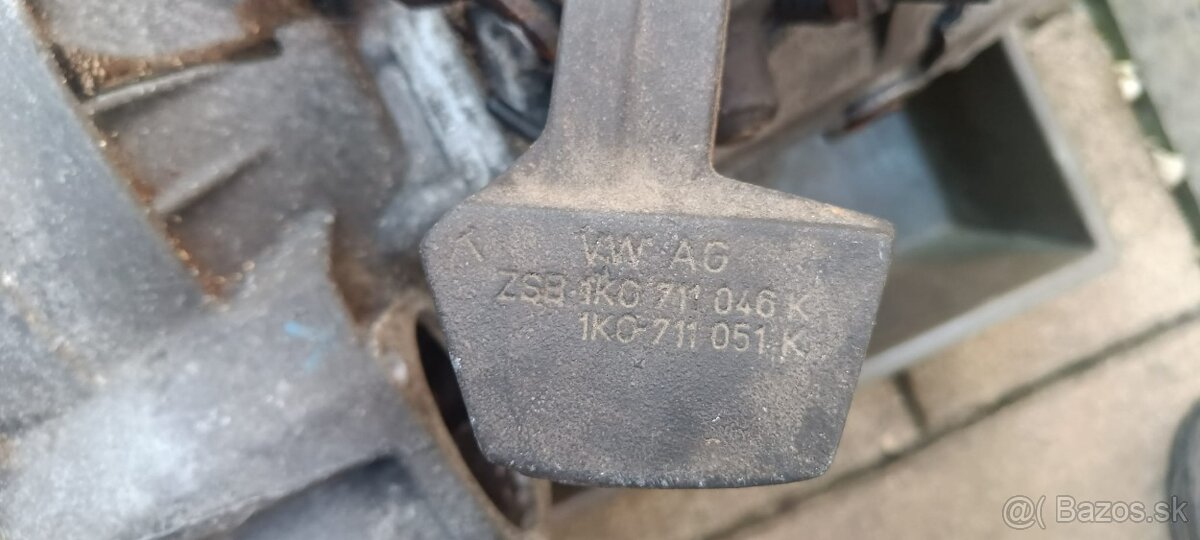 VW AG
ZSB 1K0 711 046 K
1K0 711 051 K
@( Bazos.sk